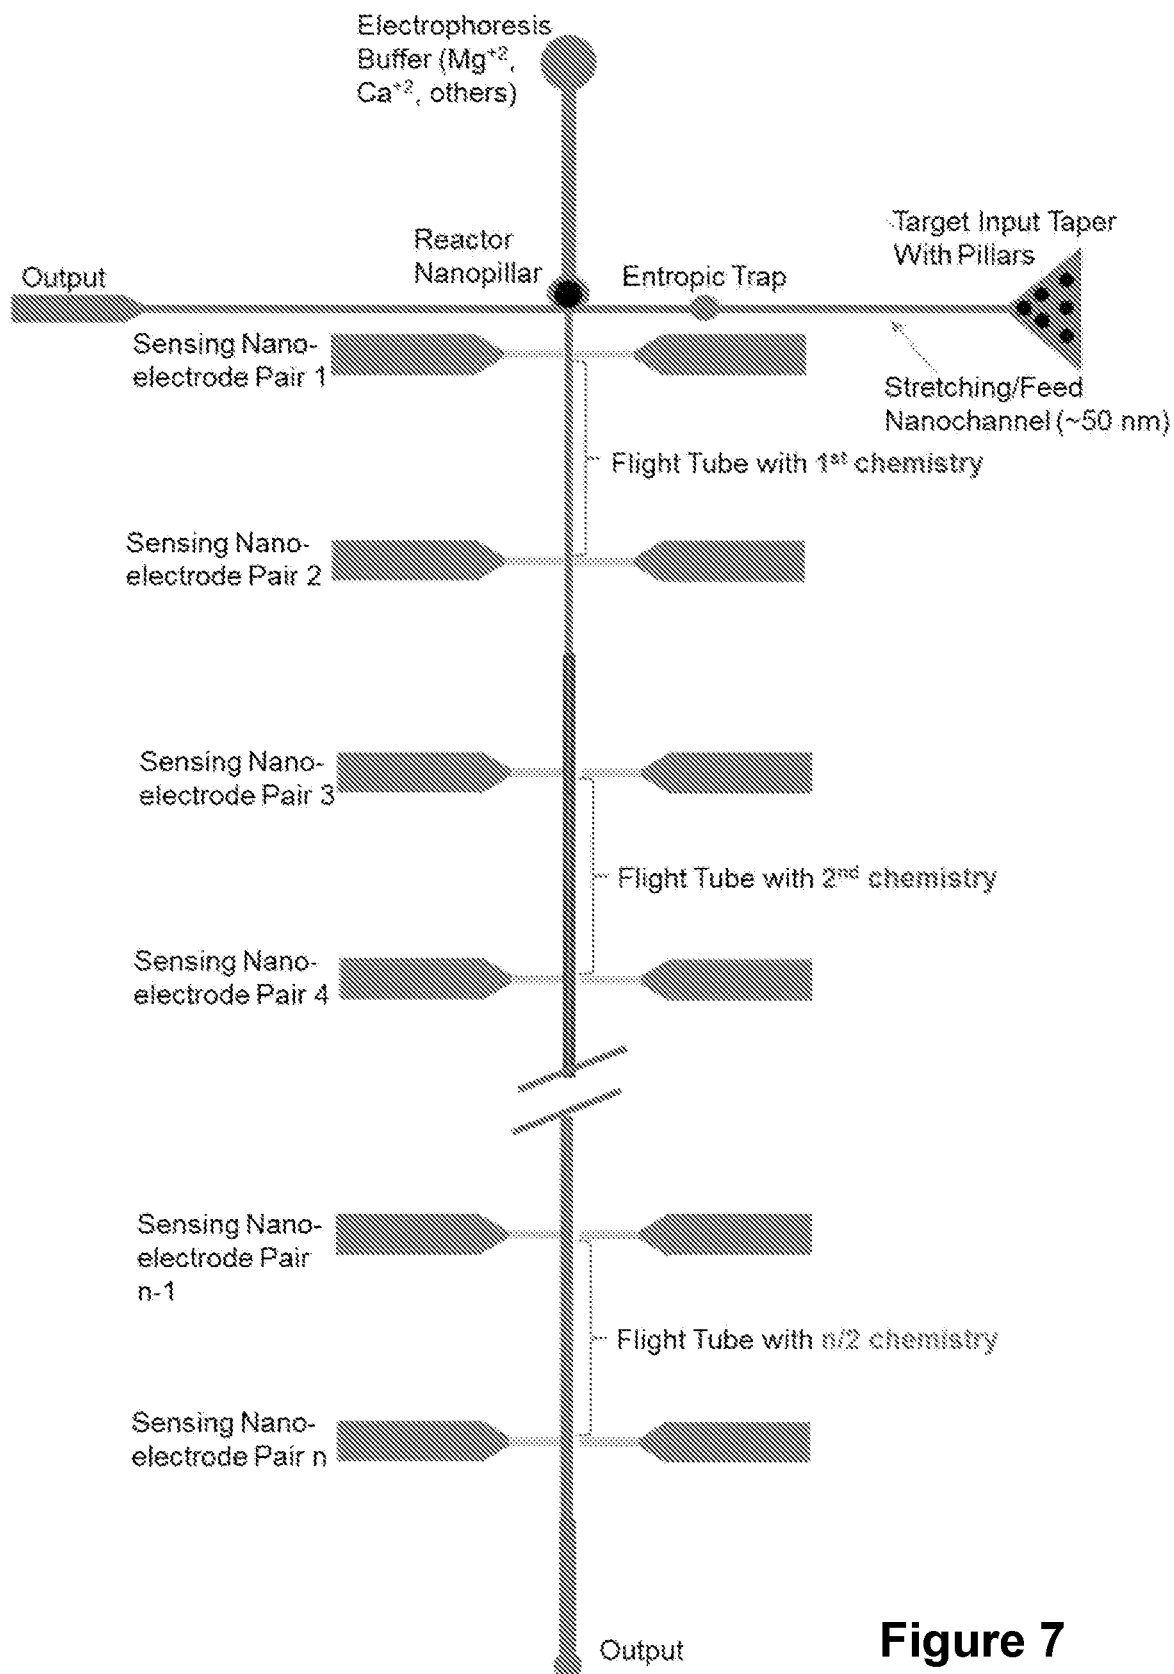 Electrophoresis
Buffer (Mg+2,
Ca+2, others)
Target Input Taper
With Pillars
Reactor
Nanopillar
Entropic Trap
Output
Sensing Nano-
electrode Pair 1
Stretching/Feed
Nanochannel (~50 nm)
Flight Tube with 1st chemistry
Sensing Nano-
electrode Pair 2
Sensing Nano-
electrode Pair 3
Flight Tube with 2nd chemistry
Sensing Nano-
electrode Pair 4
Sensing Nano-
electrode Pair
n-1
Flight Tube with n/2 chemistry
Sensing Nano-
electrode Pair n
Output
Figure 7